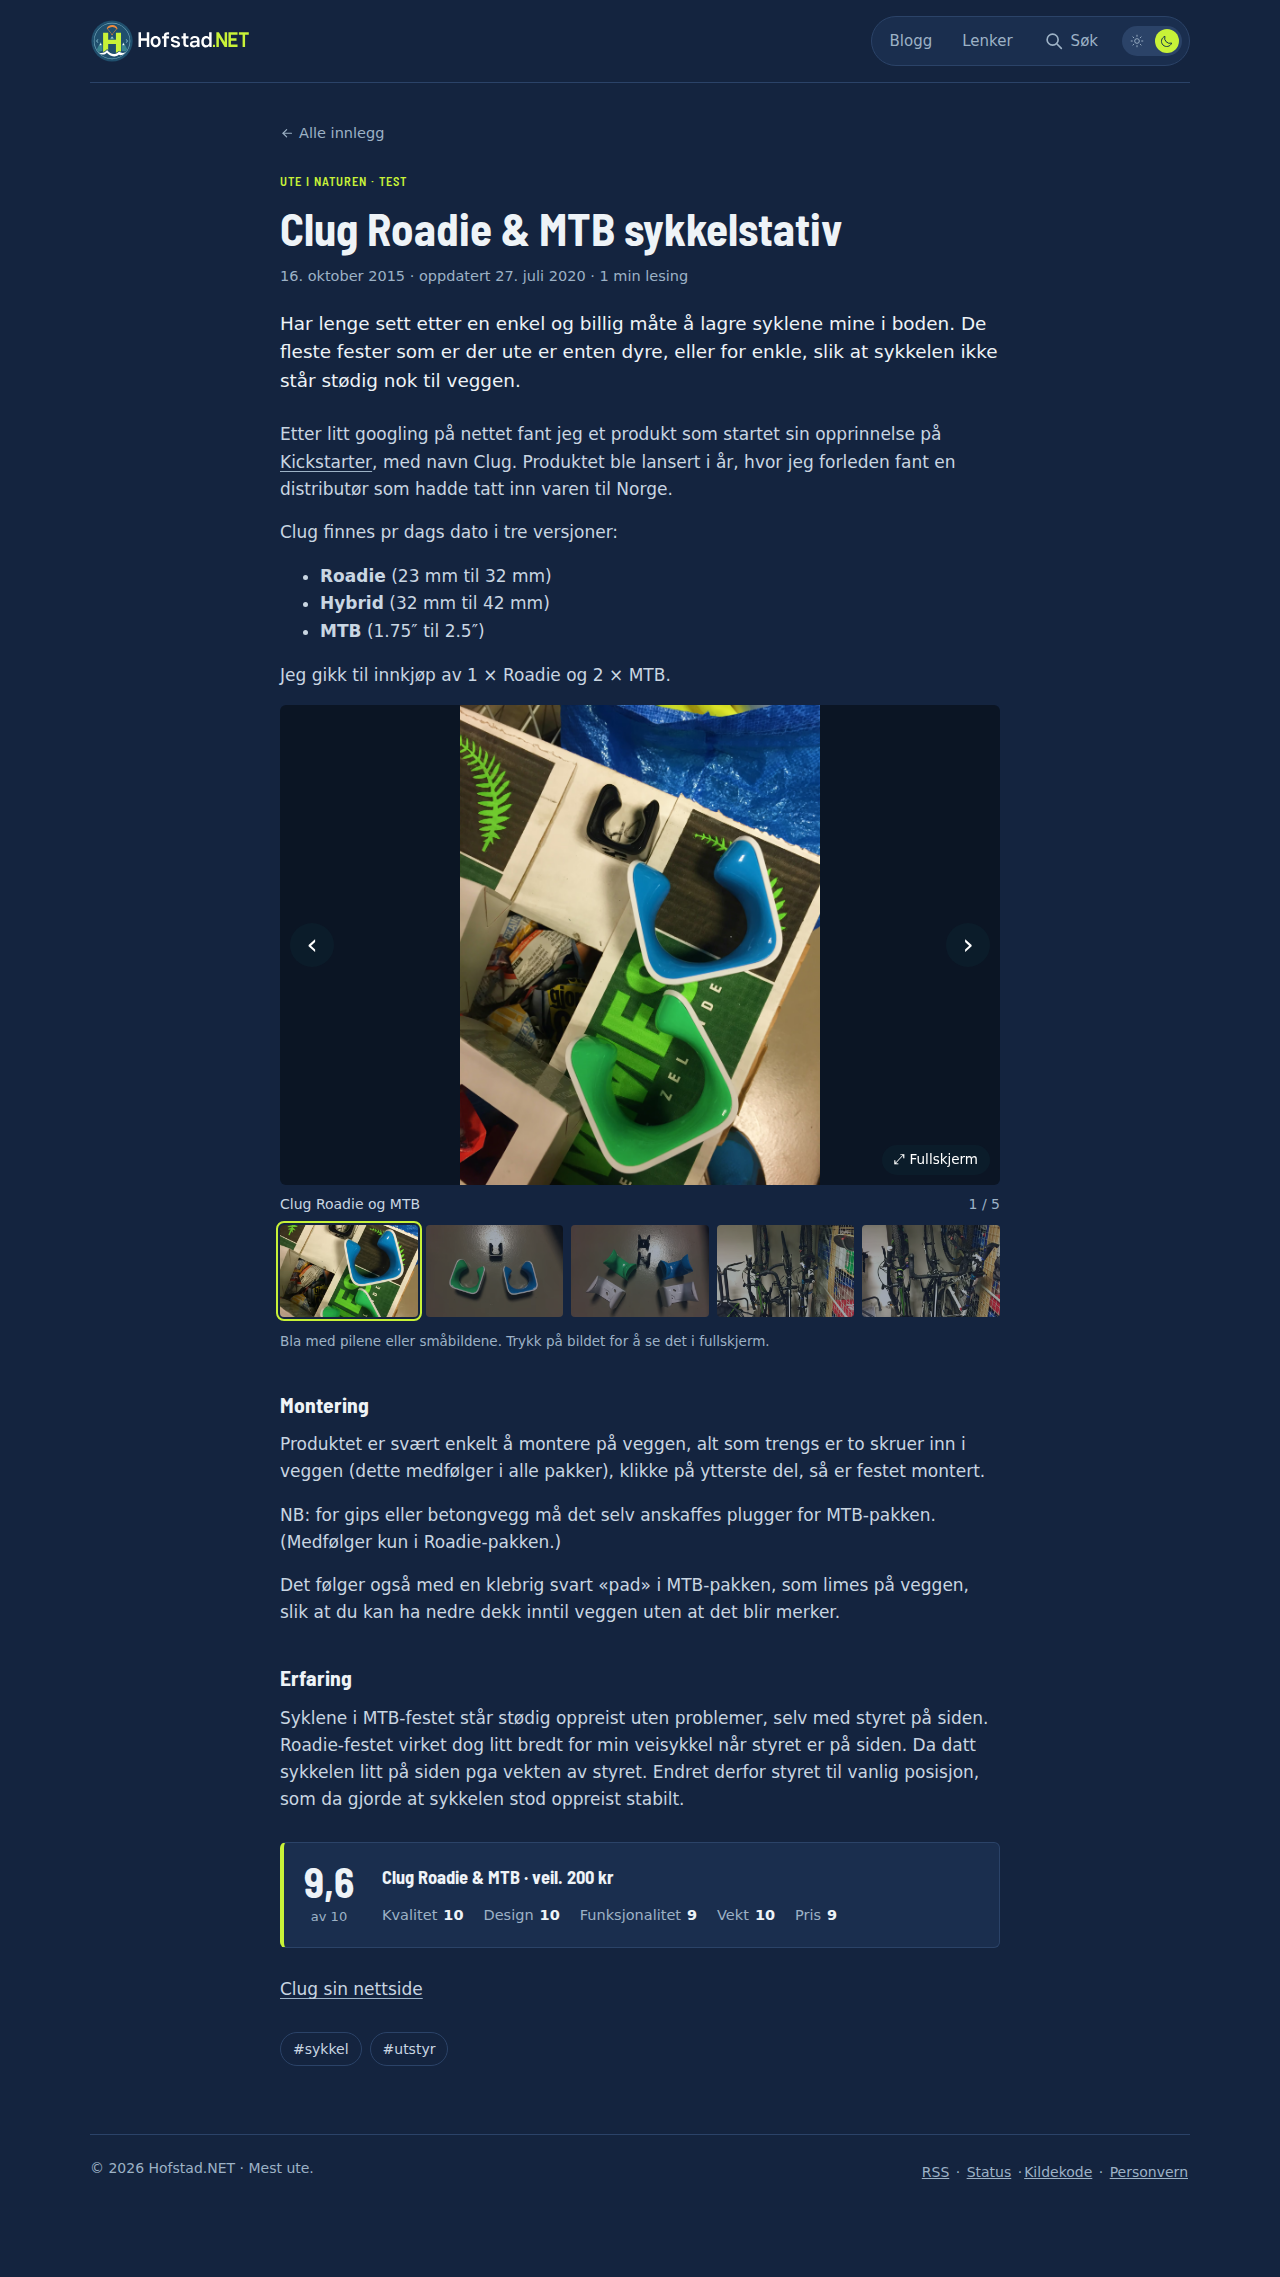 Hofstad.NET
Blogg
Lenker
Søk
← Alle innlegg
UTE I NATUREN · TEST
Clug Roadie & MTB sykkelstativ
16. oktober 2015 · oppdatert 27. juli 2020 · 1 min lesing
Har lenge sett etter en enkel og billig måte å lagre syklene mine i boden. De
fleste fester som er der ute er enten dyre, eller for enkle, slik at sykkelen ikke
står stødig nok til veggen.
Etter litt googling på nettet fant jeg et produkt som startet sin opprinnelse på
Kickstarter, med navn Clug. Produktet ble lansert i år, hvor jeg forleden fant en
distributør som hadde tatt inn varen til Norge.
Clug finnes pr dags dato i tre versjoner:
• Roadie (23 mm til 32 mm)
• Hybrid (32 mm til 42 mm)
• MTB (1.75″ til 2.5″)
Jeg gikk til innkjøp av 1 × Roadie og 2 × MTB.
‹
›
ZEL
⤢ Fullskjerm
Clug Roadie og MTB
1 / 5
Bla med pilene eller småbildene. Trykk på bildet for å se det i fullskjerm.
Montering
Produktet er svært enkelt å montere på veggen, alt som trengs er to skruer inn i
veggen (dette medfølger i alle pakker), klikke på ytterste del, så er festet montert.
NB: for gips eller betongvegg må det selv anskaffes plugger for MTB-pakken.
(Medfølger kun i Roadie-pakken.)
Det følger også med en klebrig svart «pad» i MTB-pakken, som limes på veggen,
slik at du kan ha nedre dekk inntil veggen uten at det blir merker.
Erfaring
Syklene i MTB-festet står stødig oppreist uten problemer, selv med styret på siden.
Roadie-festet virket dog litt bredt for min veisykkel når styret er på siden. Da datt
sykkelen litt på siden pga vekten av styret. Endret derfor styret til vanlig posisjon,
som da gjorde at sykkelen stod oppreist stabilt.
9,6
av 10
Clug Roadie & MTB · veil. 200 kr
Kvalitet 10 Design 10 Funksjonalitet 9 Vekt 10 Pris 9
Clug sin nettside
#sykkel
#utstyr
© 2026 Hofstad.NET · Mest ute.
RSS · Status · Kildekode · Personvern